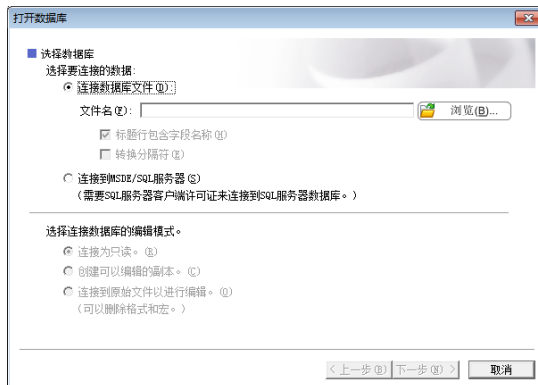 打开数据库
选择数据库
选择要连接的数据:
连接数据库文件(D):
文件名(F):
浏览(B)...
标题行包含字段名称(H)
转换分隔符(E)
连接到MSDE/SQL服务器(S)
(需要SQL服务器客户端许可证来连接到SQL服务器数据库。)
选择连接数据库的编辑模式。
连接为只读。(R)
创建可以编辑的副本。(C)
连接到原始文件以进行编辑。(O)
(可以删除格式和宏。)
< 上一步(B) 下一步(N) > 取消